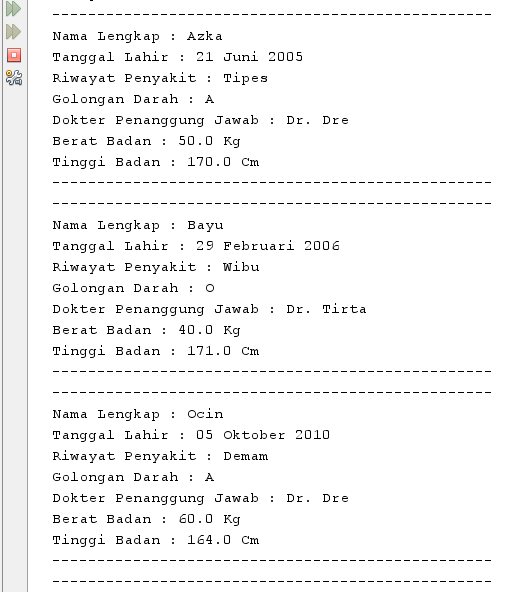 -------------------------------------------------
Nama Lengkap : Azka
Tanggal Lahir : 21 Juni 2005
Riwayat Penyakit : Tipes
Golongan Darah : A
Dokter Penanggung Jawab : Dr. Dre
Berat Badan : 50.0 Kg
Tinggi Badan : 170.0 Cm
-------------------------------------------------
-------------------------------------------------
Nama Lengkap : Bayu
Tanggal Lahir : 29 Februari 2006
Riwayat Penyakit : Wibu
Golongan Darah : O
Dokter Penanggung Jawab : Dr. Tirta
Berat Badan : 40.0 Kg
Tinggi Badan : 171.0 Cm
-------------------------------------------------
-------------------------------------------------
Nama Lengkap : Ocin
Tanggal Lahir : 05 Oktober 2010
Riwayat Penyakit : Demam
Golongan Darah : A
Dokter Penanggung Jawab : Dr. Dre
Berat Badan : 60.0 Kg
Tinggi Badan : 164.0 Cm
-------------------------------------------------
-------------------------------------------------